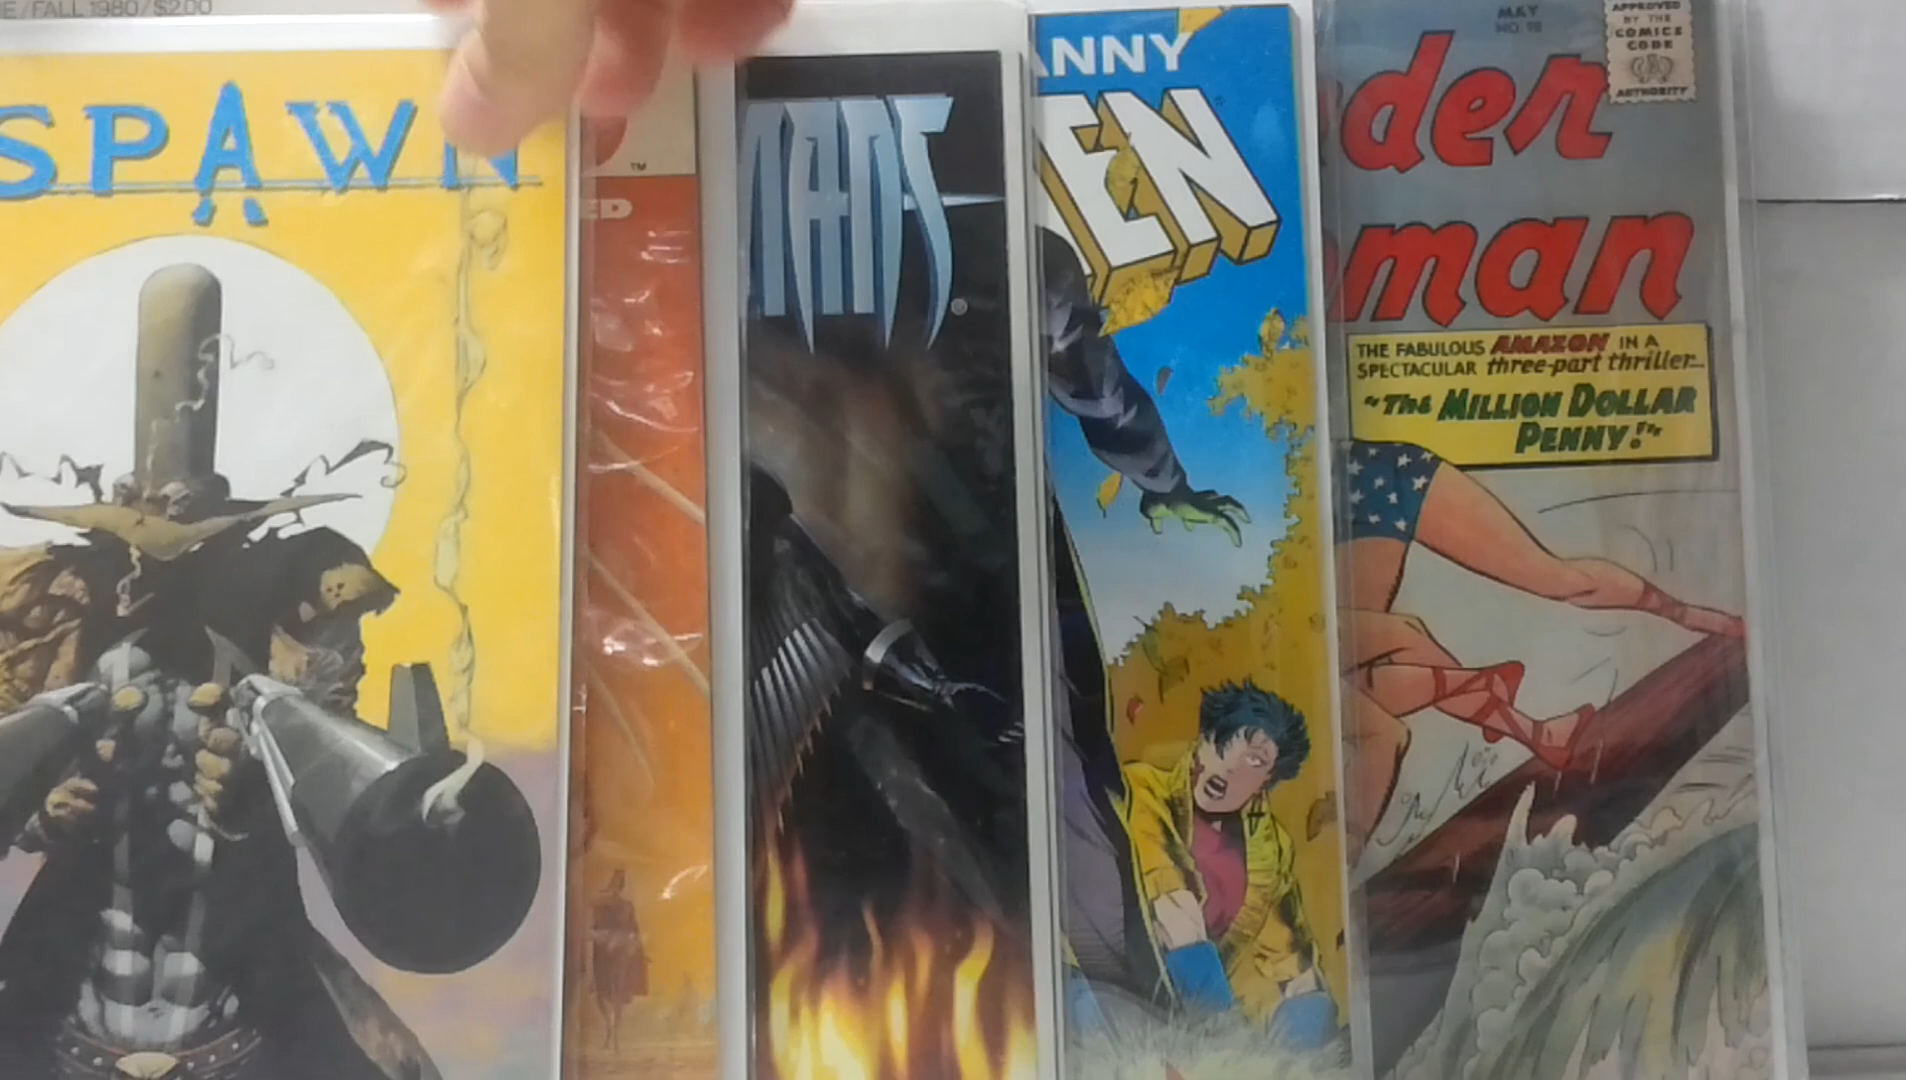 E/FALL 1980/$2.00
SPAWN
TM
ED
ANNY
EN
MAY
NO. 98
APPROVED
BY THE
COMICS
CODE
AUTHORITY
der
man
THE FABULOUS AMAZON IN A
SPECTACULAR three-part thriller...
"The MILLION DOLLAR
PENNY!"